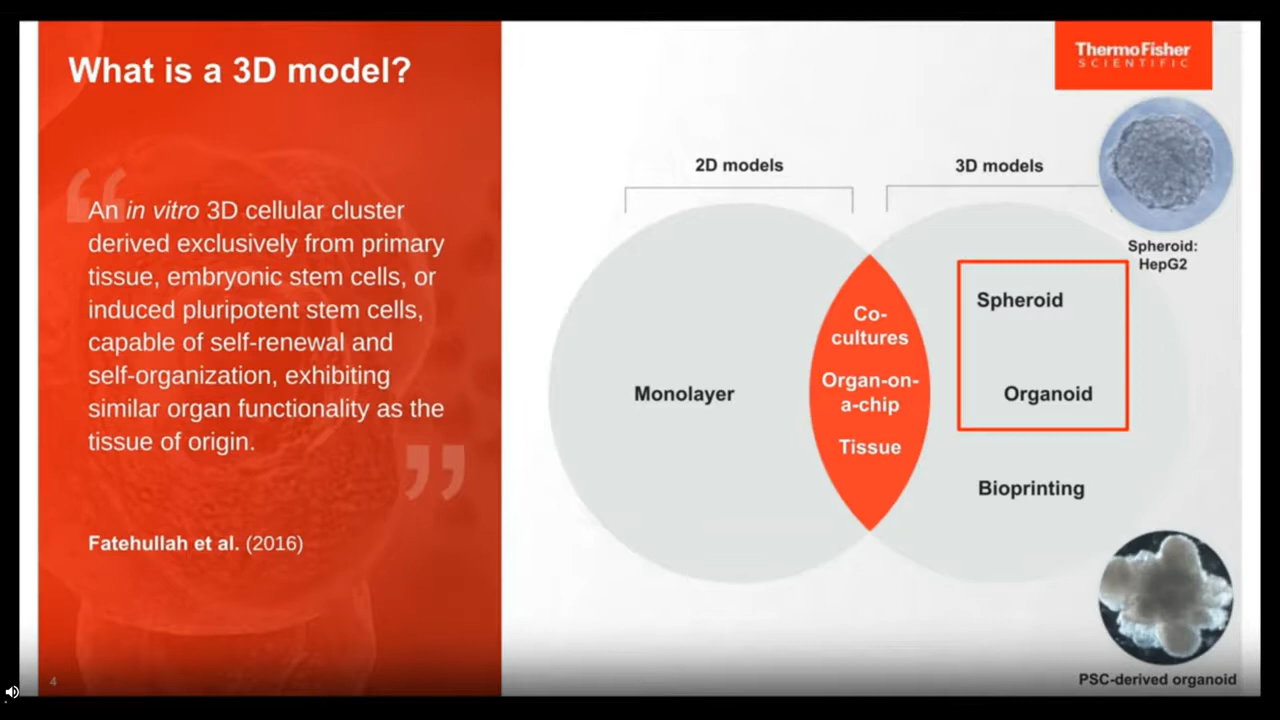 What is a 3D model?
An in vitro 3D cellular cluster
derived exclusively from primary
tissue, embryonic stem cells, or
induced pluripotent stem cells,
capable of self-renewal and
self-organization, exhibiting
similar organ functionality as the
tissue of origin.
Fatehullah et al. (2016)
4
ThermoFisher
SCIENTIFIC
2D models
3D models
Spheroid:
HepG2
Monolayer
Co-
cultures
Organ-on-
a-chip
Tissue
Spheroid
Organoid
Bioprinting
PSC-derived organoid